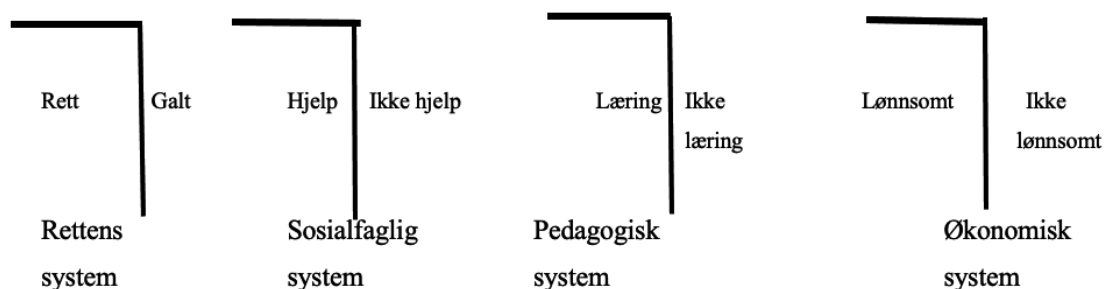 Rett Galt Hjelp Ikke hjelp Læring Ikke Lønnsomt Ikke
læring lønnsomt
Rettens Sosialfaglig Pedagogisk Økonomisk
system system system system